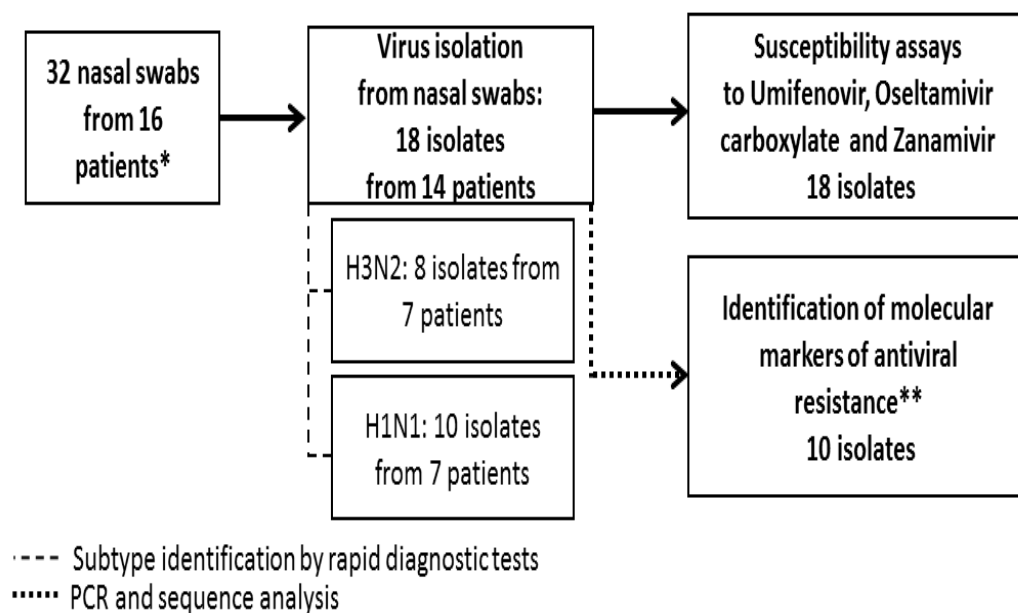 32 nasal swabs
from 16
patients*
Virus isolation
from nasal swabs:
18 isolates
from 14 patients
Susceptibility assays
to Umifenovir, Oseltamivir
carboxylate and Zanamivir
18 isolates
H3N2: 8 isolates from
7 patients
H1N1: 10 isolates
from 7 patients
Identification of molecular
markers of antiviral
resistance**
10 isolates
Subtype identification by rapid diagnostic tests
PCR and sequence analysis